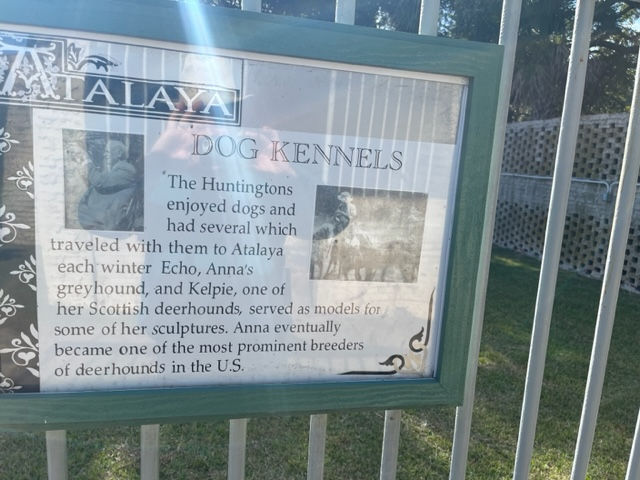 ATALAYA
DOG KENNELS
The Huntingtons
enjoyed dogs and
had several which
traveled with them to Atalaya
each winter Echo, Anna's
greyhound, and Kelpie, one of
her Scottish deerhounds, served as models for
some of her sculptures. Anna eventually
became one of the most prominent breeders
of deerhounds in the U.S.